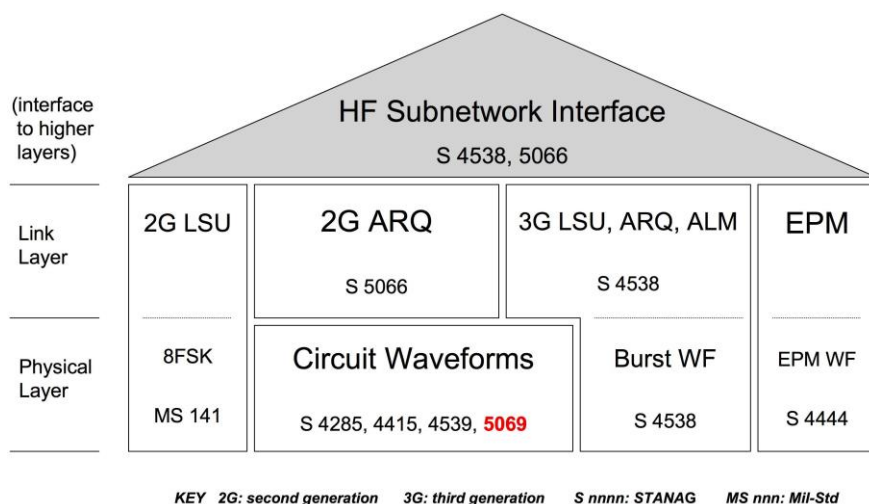 (interface
to higher
layers)
HF Subnetwork Interface
S 4538, 5066
Link
Layer
2G LSU
2G ARQ
S 5066
3G LSU, ARQ, ALM
S 4538
EPM
Physical
Layer
8FSK
MS 141
Circuit Waveforms
S 4285, 4415, 4539, 5069
Burst WF
S 4538
EPM WF
S 4444
KEY 2G: second generation 3G: third generation S nnnn: STANAG MS nnn: Mil-Std